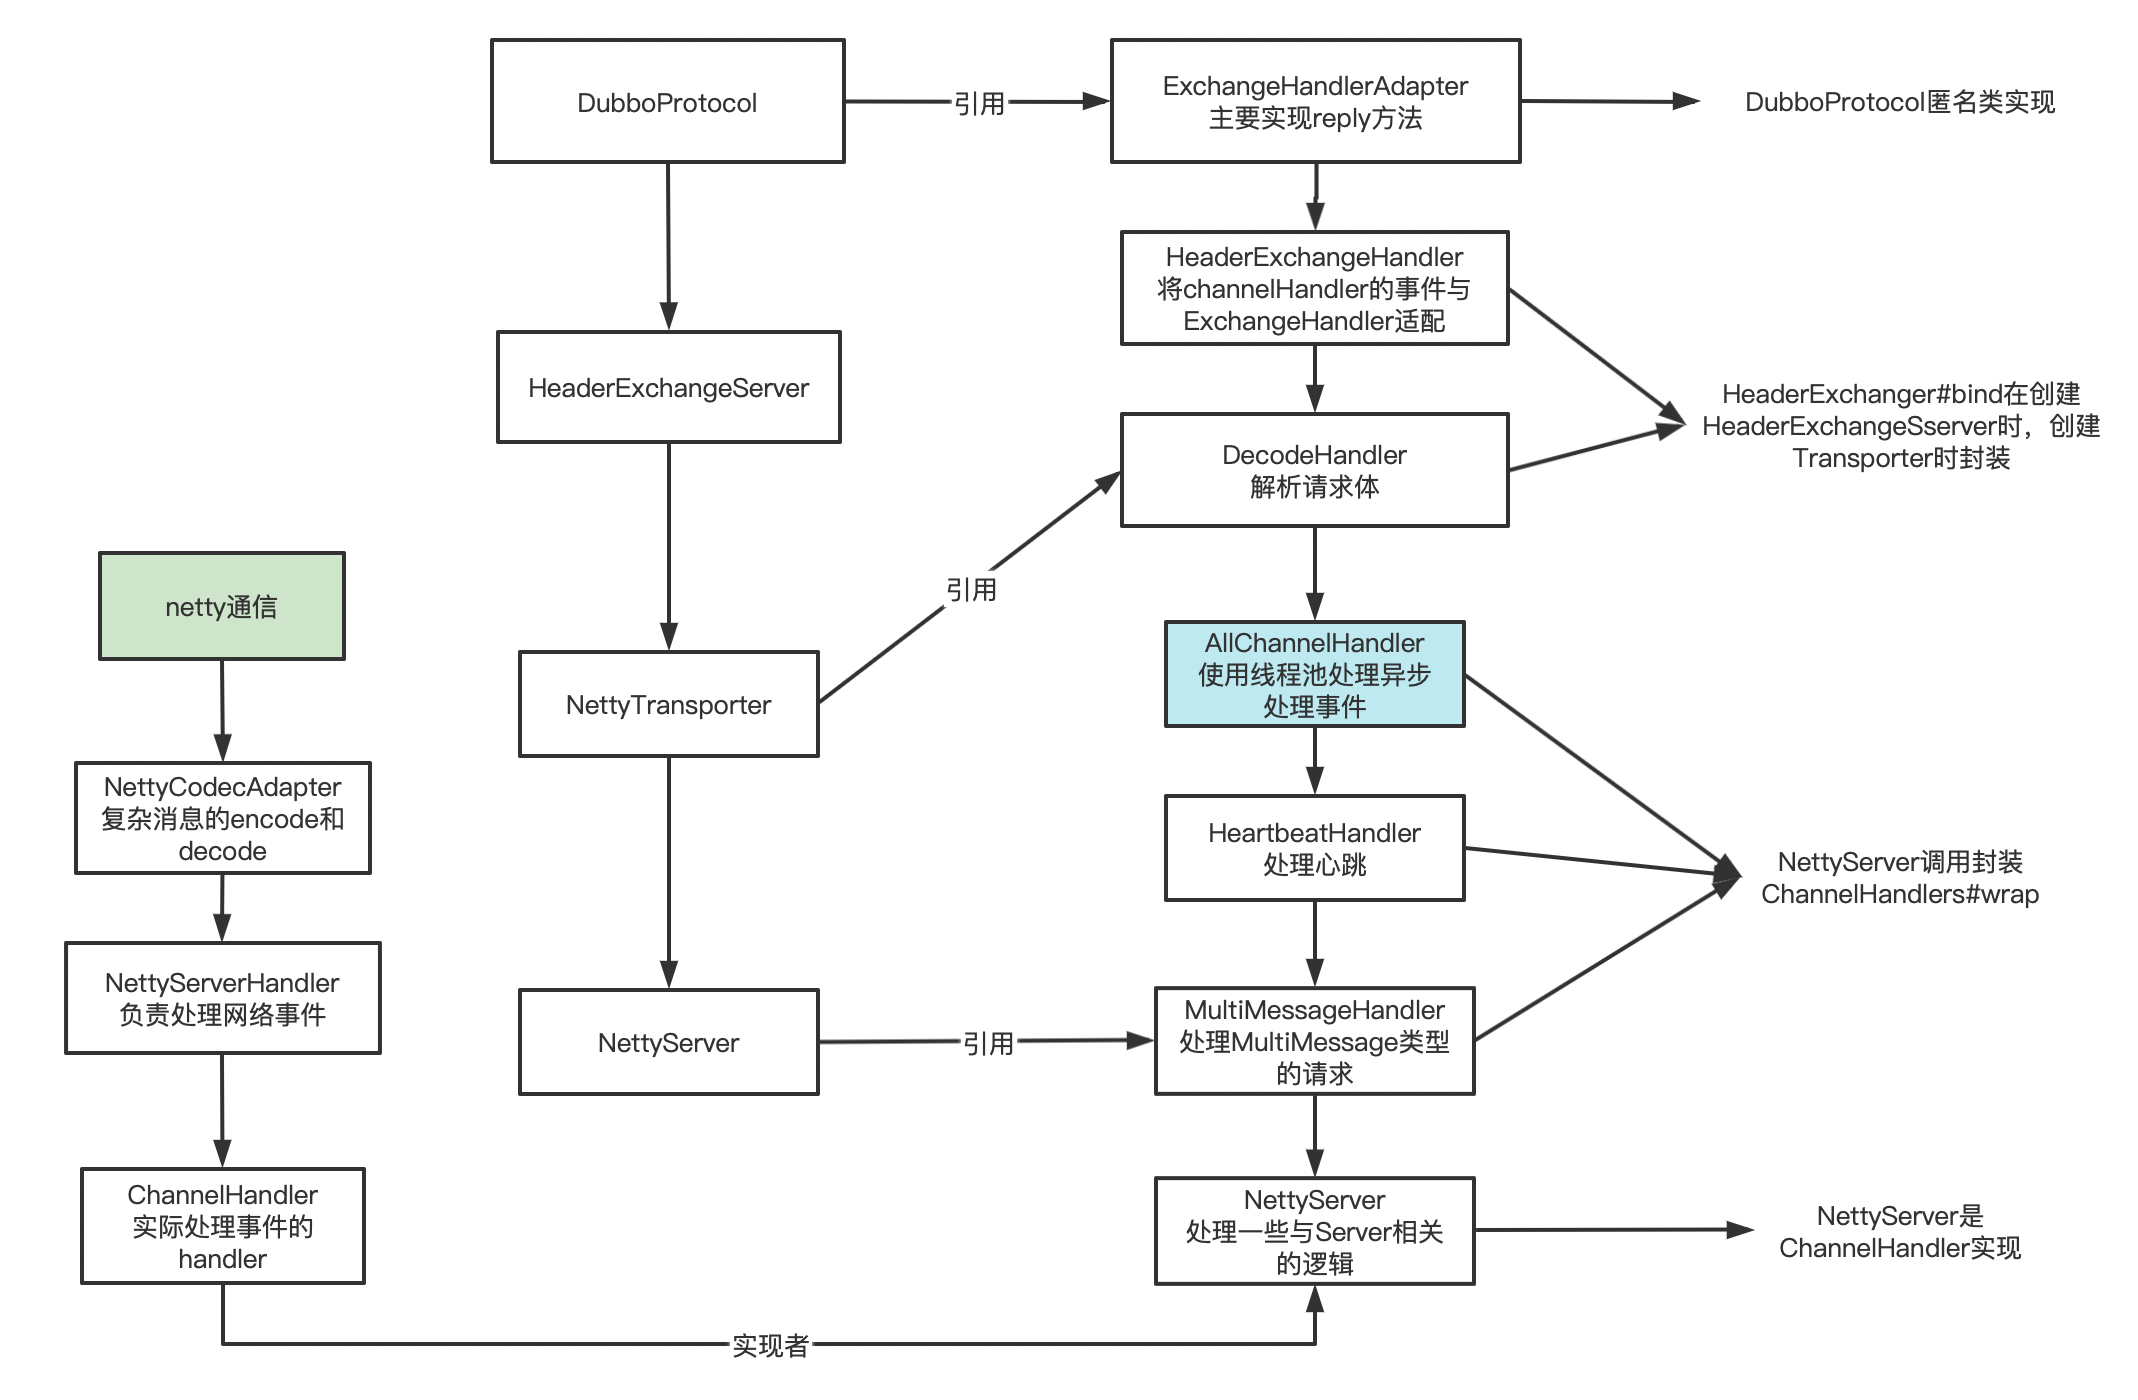 DubboProtocol
引用
ExchangeHandlerAdapter
主要实现reply方法
DubboProtocol匿名类实现
HeaderExchangeHandler
将channelHandler的事件与
ExchangeHandler适配
HeaderExchangeServer
HeaderExchanger#bind在创建
HeaderExchangeSserver时，创建
Transporter时封装
DecodeHandler
解析请求体
引用
netty通信
NettyTransporter
AllChannelHandler
使用线程池处理异步
处理事件
NettyCodecAdapter
复杂消息的encode和
decode
HeartbeatHandler
处理心跳
NettyServer调用封装
ChannelHandlers#wrap
NettyServerHandler
负责处理网络事件
NettyServer
引用
MultiMessageHandler
处理MultiMessage类型
的请求
ChannelHandler
实际处理事件的
handler
NettyServer
处理一些与Server相关
的逻辑
NettyServer是
ChannelHandler实现
实现者